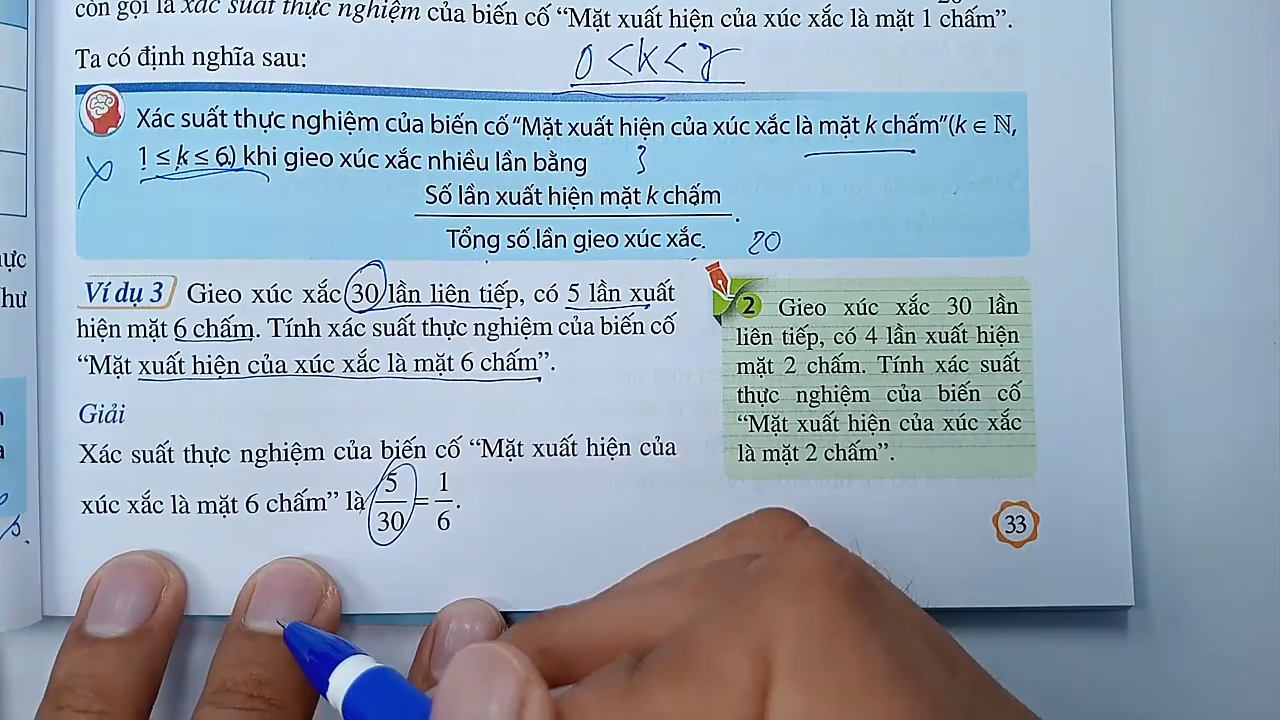 còn gọi là xác suất thực nghiệm của biến cố “Mặt xuất hiện của xúc xắc là mặt 1 chấm”.
Ta có định nghĩa sau:
0 < k < 7
Xác suất thực nghiệm của biến cố “Mặt xuất hiện của xúc xắc là mặt k chấm” (k ∈ ℕ,
1 ≤ k ≤ 6) khi gieo xúc xắc nhiều lần bằng
3
Số lần xuất hiện mặt k chấm
Tổng số lần gieo xúc xắc.
20
Ví dụ 3 Gieo xúc xắc 30 lần liên tiếp, có 5 lần xuất
hiện mặt 6 chấm. Tính xác suất thực nghiệm của biến cố
“Mặt xuất hiện của xúc xắc là mặt 6 chấm”.
Giải
Xác suất thực nghiệm của biến cố “Mặt xuất hiện của
xúc xắc là mặt 6 chấm” là 5/30 = 1/6.
2 Gieo xúc xắc 30 lần
liên tiếp, có 4 lần xuất hiện
mặt 2 chấm. Tính xác suất
thực nghiệm của biến cố
“Mặt xuất hiện của xúc xắc
là mặt 2 chấm”.
33